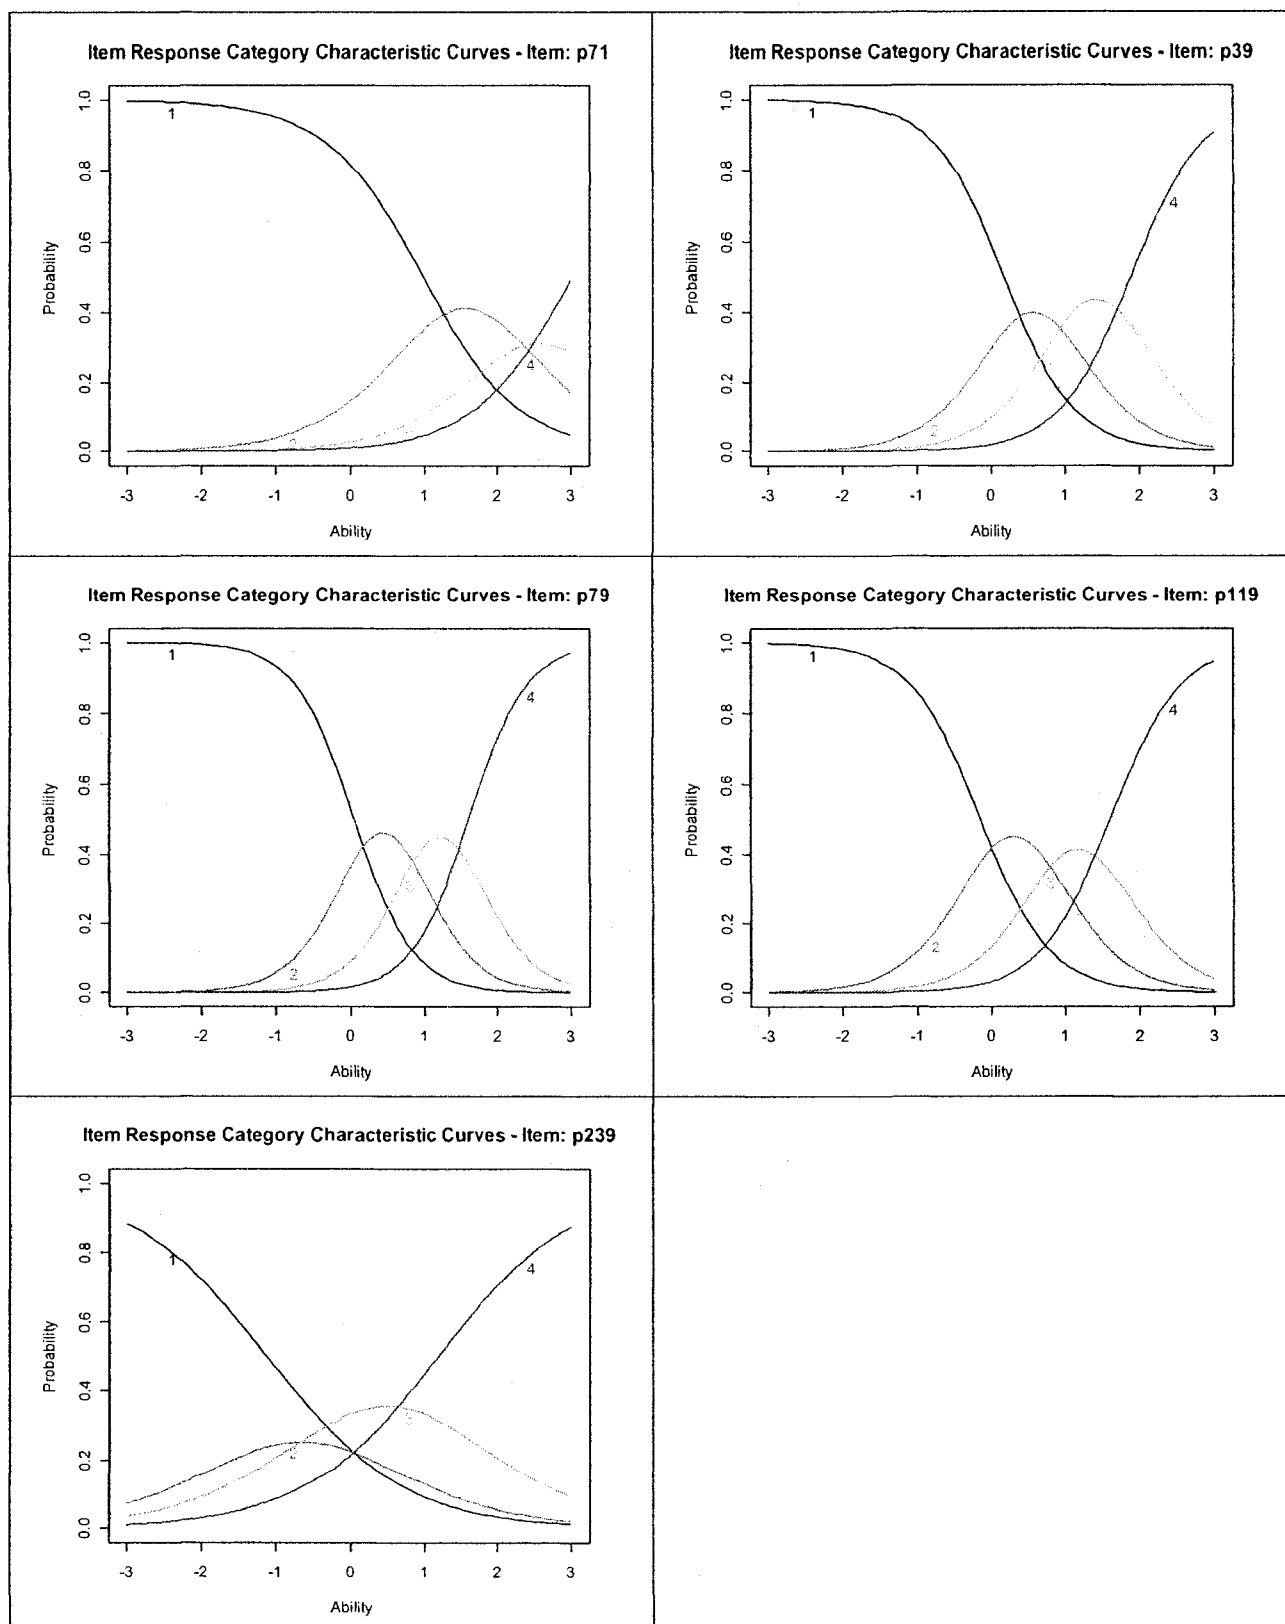 Item Response Category Characteristic Curves - Item: p71
Probability
0.0 0.2 0.4 0.6 0.8 1.0
1
2
3
4
-3 -2 -1 0 1 2 3
Ability
Item Response Category Characteristic Curves - Item: p39
Probability
0.0 0.2 0.4 0.6 0.8 1.0
1
2
4
-3 -2 -1 0 1 2 3
Ability
Item Response Category Characteristic Curves - Item: p79
Probability
0.0 0.2 0.4 0.6 0.8 1.0
1
2
3
4
-3 -2 -1 0 1 2 3
Ability
Item Response Category Characteristic Curves - Item: p119
Probability
0.0 0.2 0.4 0.6 0.8 1.0
1
2
3
4
-3 -2 -1 0 1 2 3
Ability
Item Response Category Characteristic Curves - Item: p239
Probability
0.0 0.2 0.4 0.6 0.8 1.0
1
2
3
4
-3 -2 -1 0 1 2 3
Ability